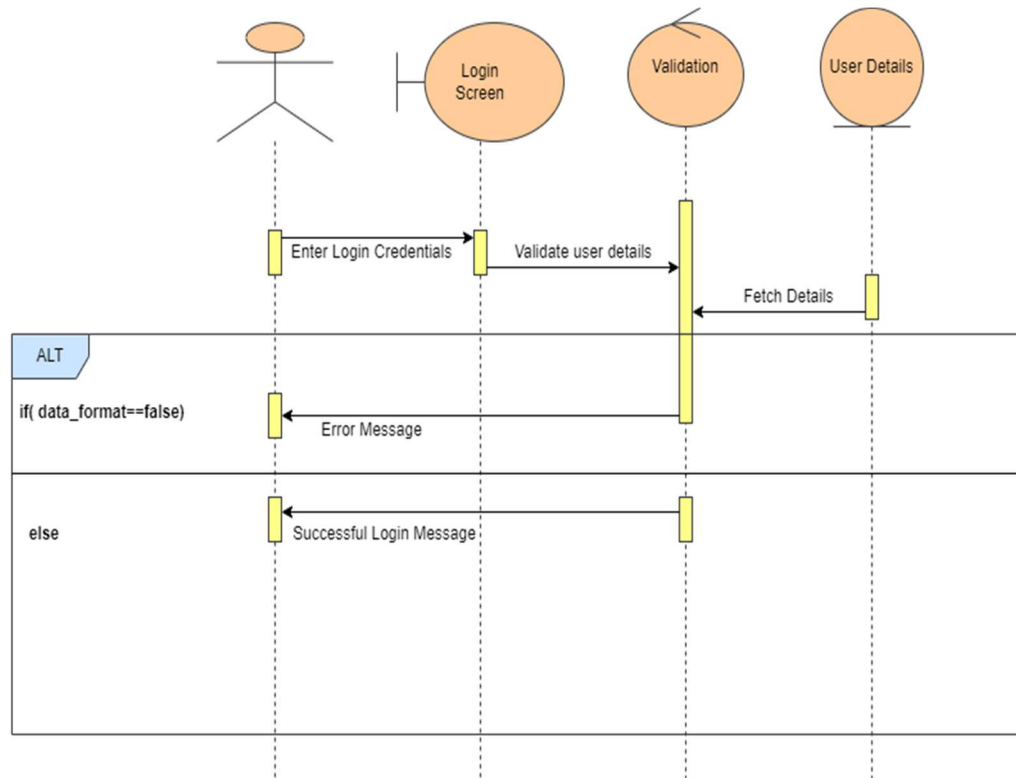 Login
Screen
Validation
User Details
Enter Login Credentials
Validate user details
Fetch Details
ALT
if( data_format==false)
Error Message
else
Successful Login Message